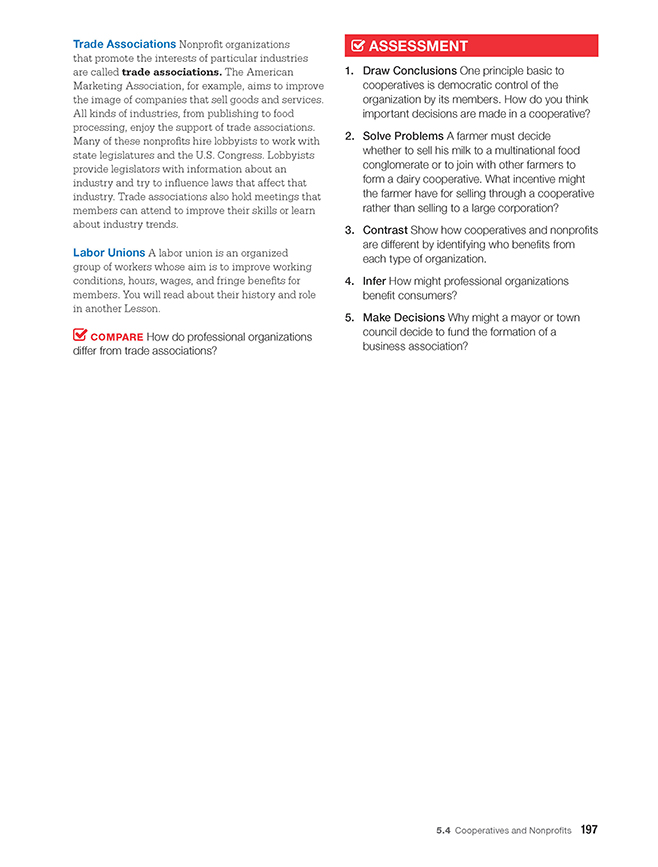 Trade Associations Nonprofit organizations
that promote the interests of particular industries
are called trade associations. The American
Marketing Association, for example, aims to improve
the image of companies that sell goods and services.
All kinds of industries, from publishing to food
processing, enjoy the support of trade associations.
Many of these nonprofits hire lobbyists to work with
state legislatures and the U.S. Congress. Lobbyists
provide legislators with information about an
industry and try to influence laws that affect that
industry. Trade associations also hold meetings that
members can attend to improve their skills or learn
about industry trends.
Labor Unions A labor union is an organized
group of workers whose aim is to improve working
conditions, hours, wages, and fringe benefits for
members. You will read about their history and role
in another Lesson.
COMPARE How do professional organizations
differ from trade associations?
ASSESSMENT
1. Draw Conclusions One principle basic to
cooperatives is democratic control of the
organization by its members. How do you think
important decisions are made in a cooperative?
2. Solve Problems A farmer must decide
whether to sell his milk to a multinational food
conglomerate or to join with other farmers to
form a dairy cooperative. What incentive might
the farmer have for selling through a cooperative
rather than selling to a large corporation?
3. Contrast Show how cooperatives and nonprofits
are different by identifying who benefits from
each type of organization.
4. Infer How might professional organizations
benefit consumers?
5. Make Decisions Why might a mayor or town
council decide to fund the formation of a
business association?
5.4 Cooperatives and Nonprofits 197